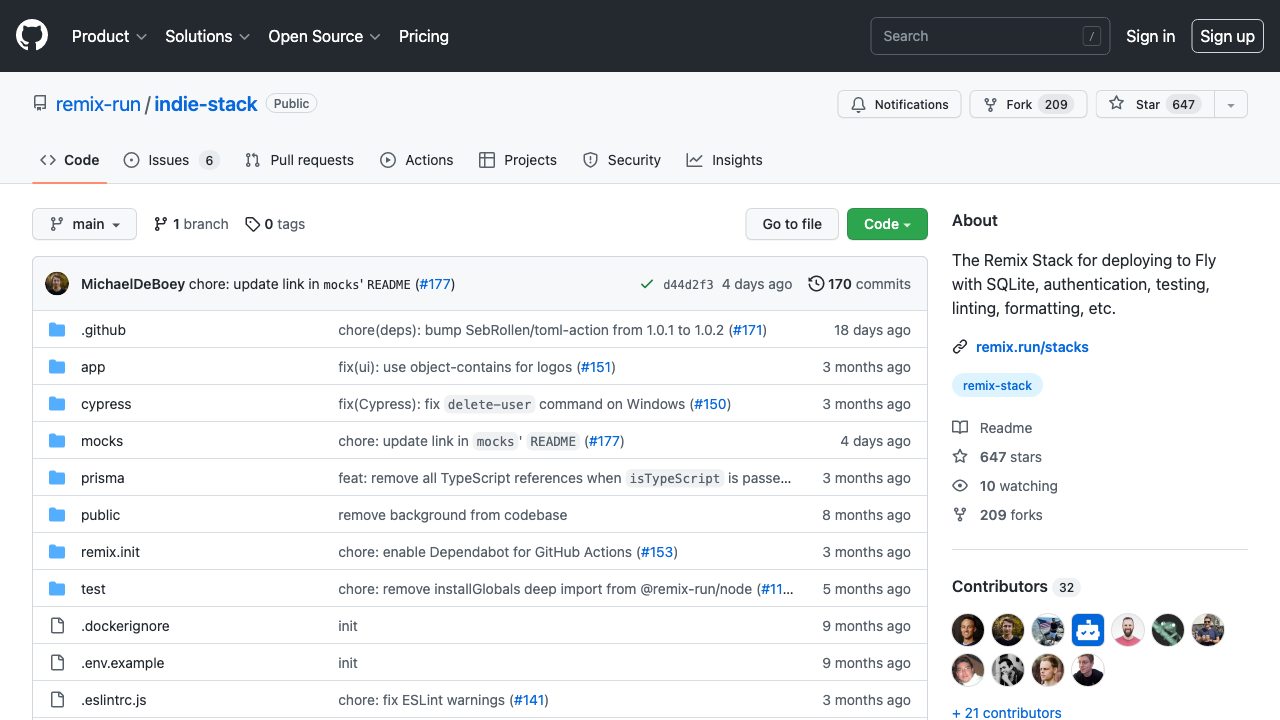 Product Solutions Open Source Pricing Search / Sign in Sign up
remix-run / indie-stack Public Notifications Fork 209 Star 647
Code Issues 6 Pull requests Actions Projects Security Insights
main 1 branch 0 tags Go to file Code
MichaelDeBoey chore: update link in mocks' README (#177) d44d2f3 4 days ago 170 commits
.github chore(deps): bump SebRollen/toml-action from 1.0.1 to 1.0.2 (#171) 18 days ago
app fix(ui): use object-contains for logos (#151) 3 months ago
cypress fix(Cypress): fix delete-user command on Windows (#150) 3 months ago
mocks chore: update link in mocks' README (#177) 4 days ago
prisma feat: remove all TypeScript references when isTypeScript is passe… 3 months ago
public remove background from codebase 8 months ago
remix.init chore: enable Dependabot for GitHub Actions (#153) 3 months ago
test chore: remove installGlobals deep import from @remix-run/node (#11… 5 months ago
.dockerignore init 9 months ago
.env.example init 9 months ago
.eslintrc.js chore: fix ESLint warnings (#141) 3 months ago
About
The Remix Stack for deploying to Fly
with SQLite, authentication, testing,
linting, formatting, etc.
remix.run/stacks
remix-stack
Readme
647 stars
10 watching
209 forks
Contributors 32
+ 21 contributors